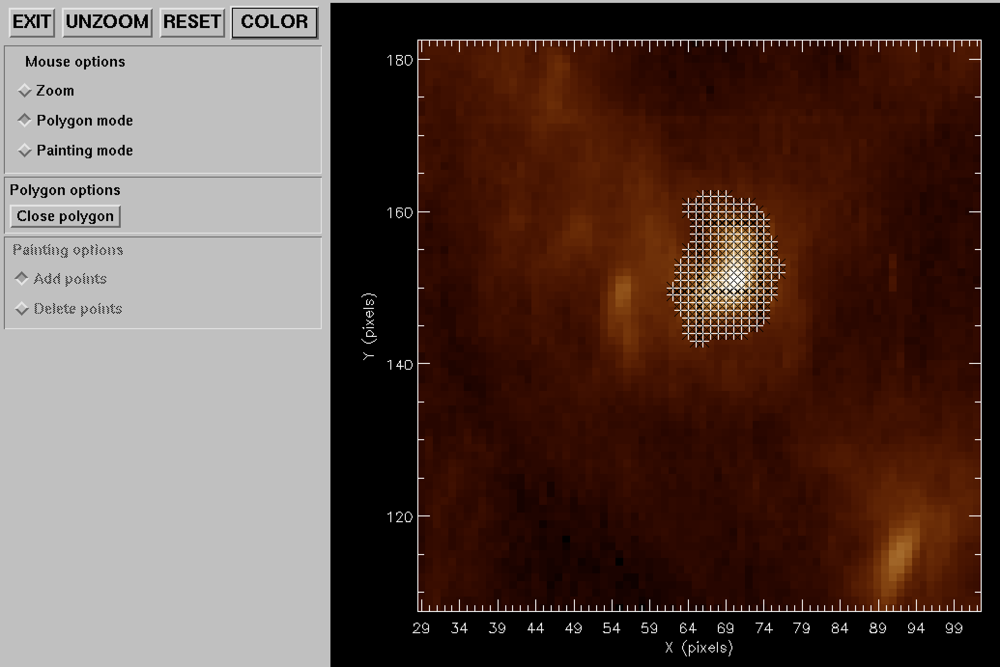 EXIT UNZOOM RESET COLOR
Mouse options
Zoom
Polygon mode
Painting mode
Polygon options
Close polygon
Painting options
Add points
Delete points
180
160
140
120
Y (pixels)
29 34 39 44 49 54 59 64 69 74 79 84 89 94 99
X (pixels)